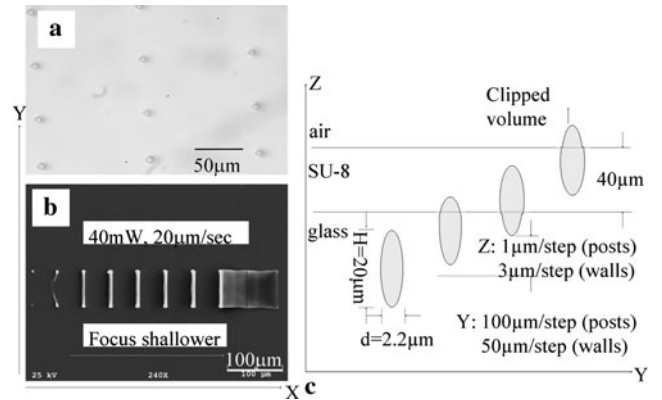 a
Y
50μm
b
40mW, 20μm/sec
Focus shallower
100μm
25 kV
240X
100 μm
X
Z
Clipped
volume
air
SU-8
40μm
glass
H=20μm
Z: 1μm/step (posts)
3μm/step (walls)
d=2.2μm
Y: 100μm/step (posts)
50μm/step (walls)
c
Y